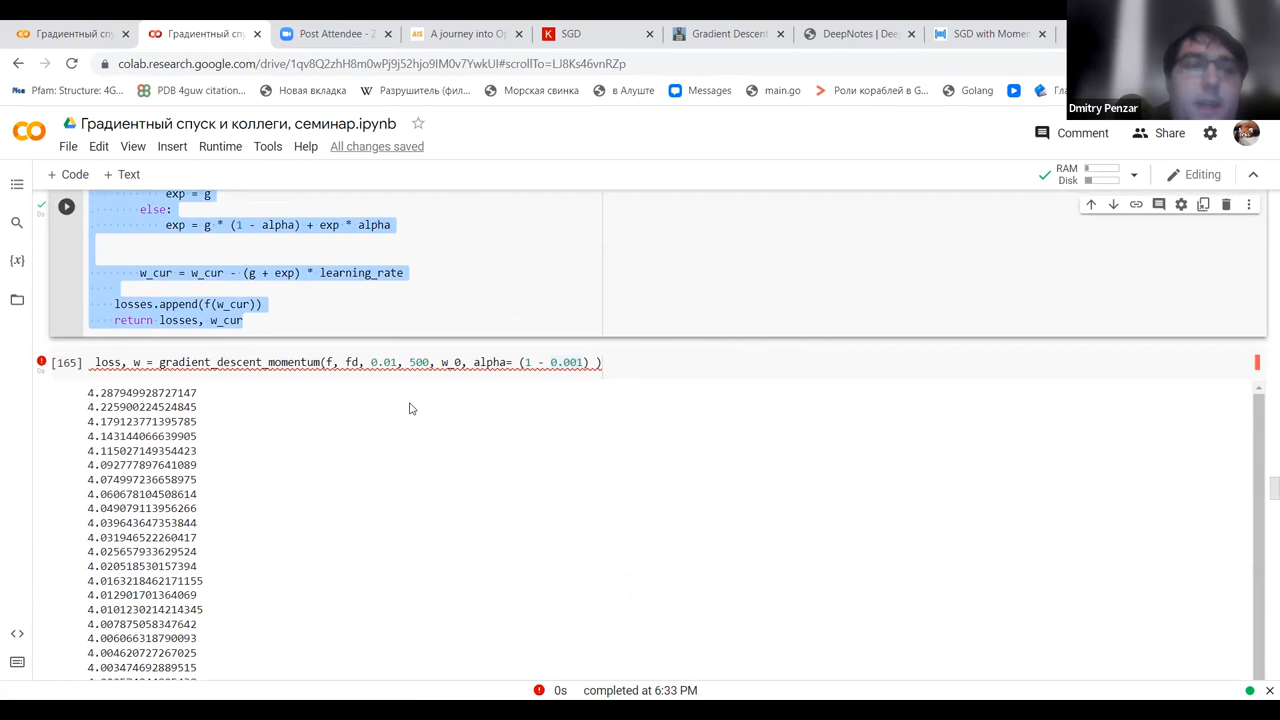 Градиентный сп
Градиентный сп
Post Attendee - Z
A journey into Op
SGD
Gradient Descent
DeepNotes | Deep
SGD with Momen
colab.research.google.com/drive/1qv8Q2zhH8m0wPj9j52hjo9IM0v7YwkUI#scrollTo=LJ8Ks46vnRZp
Pfam: Structure: 4G...
PDB 4guw citation...
Новая вкладка
Разрушитель (фил...
Морская свинка
в Алуште
Messages
main.go
Роли кораблей в G...
Golang
Dmitry Penzar
Градиентный спуск и коллеги, семинар.ipynb
Comment
Share
File Edit View Insert Runtime Tools Help All changes saved
+ Code + Text
RAM
Disk
Editing
0s
exp = g
else:
exp = g * (1 - alpha) + exp * alpha
w_cur = w_cur - (g + exp) * learning_rate
losses.append(f(w_cur))
return losses, w_cur
[165] loss, w = gradient_descent_momentum(f, fd, 0.01, 500, w_0, alpha= (1 - 0.001) )
0s
4.287949928727147
4.225900224524845
4.179123771395785
4.143144066639905
4.115027149354423
4.092777897641089
4.074997236658975
4.060678104508614
4.049079113956266
4.039643647353844
4.031946522260417
4.025657933629524
4.020518530157394
4.0163218462171155
4.012901701364069
4.0101230214214345
4.007875058347642
4.006066318790093
4.004620727267025
4.003474692889515
0s completed at 6:33 PM